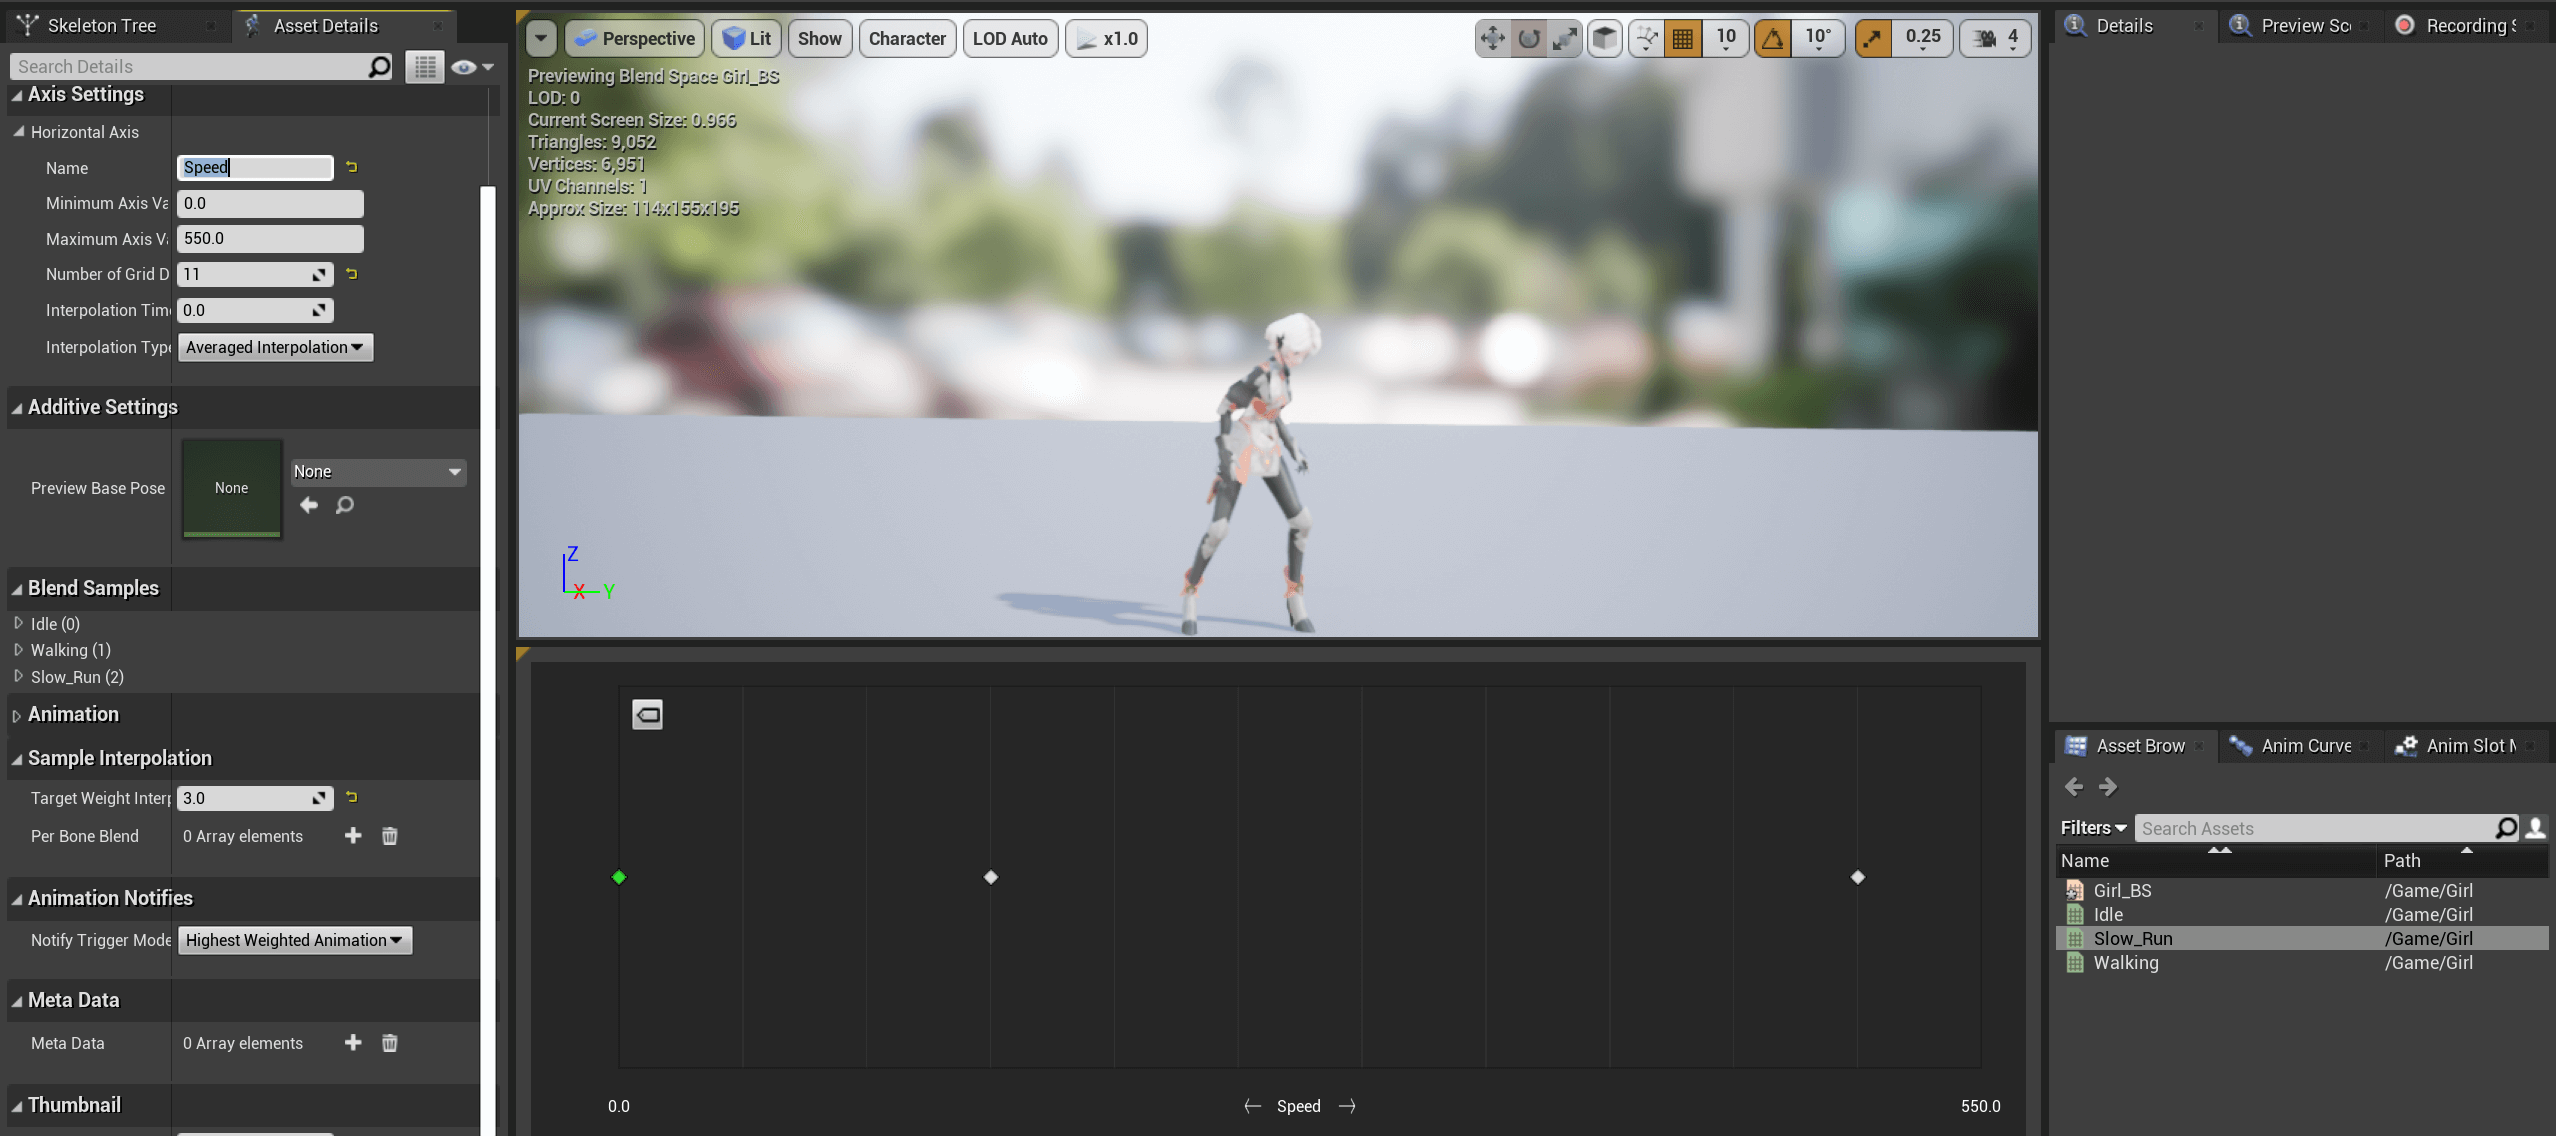 Skeleton Tree
Asset Details
Search Details
Axis Settings
Horizontal Axis
Name
Speed
Minimum Axis Va
0.0
Maximum Axis V
550.0
Number of Grid D
11
Interpolation Tim
0.0
Interpolation Type
Averaged Interpolation
Additive Settings
Preview Base Pose
None
None
Blend Samples
Idle (0)
Walking (1)
Slow_Run (2)
Animation
Sample Interpolation
Target Weight Interp
3.0
Per Bone Blend
0 Array elements
Animation Notifies
Notify Trigger Mode
Highest Weighted Animation
Meta Data
Meta Data
0 Array elements
Thumbnail
Perspective
Lit
Show
Character
LOD Auto
x1.0
10
10°
0.25
4
Previewing Blend Space Girl_BS
LOD: 0
Current Screen Size: 0.966
Triangles: 9,052
Vertices: 6,951
UV Channels: 1
Approx Size: 114x155x195
Z
X
Y
0.0
← Speed →
550.0
Details
Preview Sc
Recording S
Asset Brow
Anim Curve
Anim Slot M
Filters
Search Assets
Name
Path
Girl_BS
/Game/Girl
Idle
/Game/Girl
Slow_Run
/Game/Girl
Walking
/Game/Girl